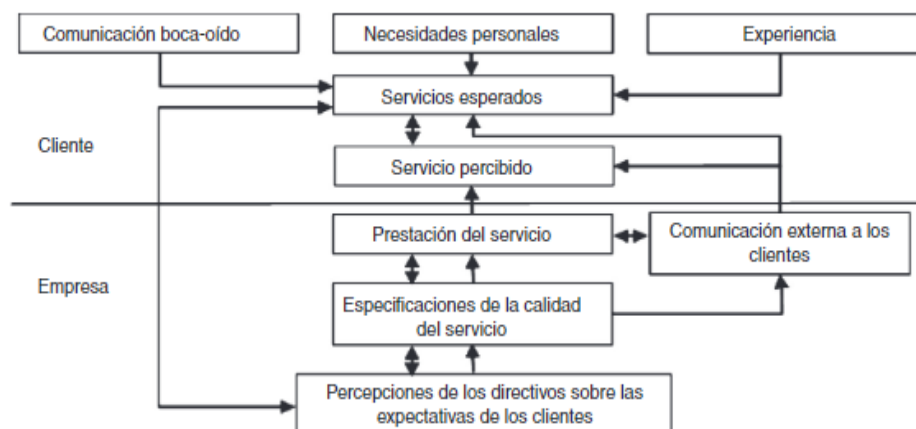 Comunicación boca-oído
Necesidades personales
Experiencia
Servicios esperados
Cliente
Servicio percibido
Prestación del servicio
Comunicación externa a los
clientes
Empresa
Especificaciones de la calidad
del servicio
Percepciones de los directivos sobre las
expectativas de los clientes